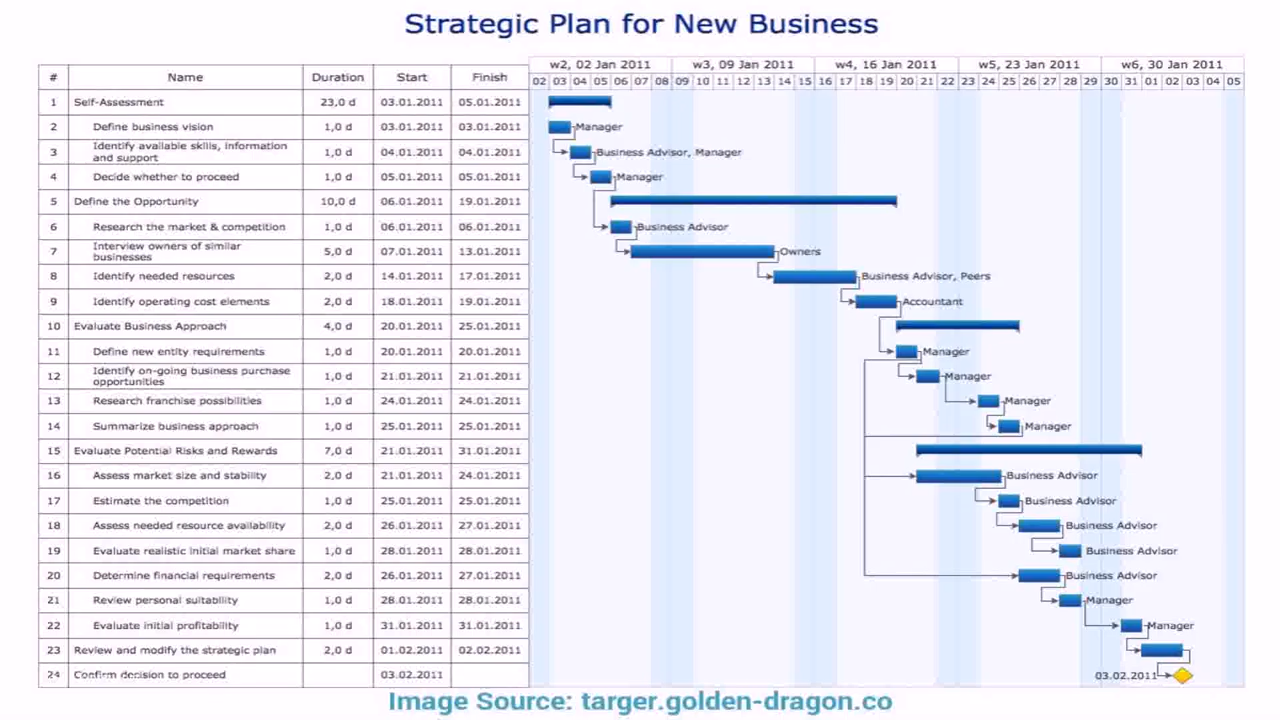 Strategic Plan for New Business
w2, 02 Jan 2011 w3, 09 Jan 2011 w4, 16 Jan 2011 w5, 23 Jan 2011 w6, 30 Jan 2011
# Name Duration Start Finish
02 03 04 05 06 07 08 09 10 11 12 13 14 15 16 17 18 19 20 21 22 23 24 25 26 27 28 29 30 31 01 02 03 04 05
1 Self-Assessment 23,0 d 03.01.2011 05.01.2011
2 Define business vision 1,0 d 03.01.2011 03.01.2011 Manager
3 Identify available skills, information
and support 1,0 d 04.01.2011 04.01.2011 Business Advisor, Manager
4 Decide whether to proceed 1,0 d 05.01.2011 05.01.2011 Manager
5 Define the Opportunity 10,0 d 06.01.2011 19.01.2011
6 Research the market & competition 1,0 d 06.01.2011 06.01.2011 Business Advisor
7 Interview owners of similar
businesses 5,0 d 07.01.2011 13.01.2011 Owners
8 Identify needed resources 2,0 d 14.01.2011 17.01.2011 Business Advisor, Peers
9 Identify operating cost elements 2,0 d 18.01.2011 19.01.2011 Accountant
10 Evaluate Business Approach 4,0 d 20.01.2011 25.01.2011
11 Define new entity requirements 1,0 d 20.01.2011 20.01.2011 Manager
12 Identify on-going business purchase
opportunities 1,0 d 21.01.2011 21.01.2011 Manager
13 Research franchise possibilities 1,0 d 24.01.2011 24.01.2011 Manager
14 Summarize business approach 1,0 d 25.01.2011 25.01.2011 Manager
15 Evaluate Potential Risks and Rewards 7,0 d 21.01.2011 31.01.2011
16 Assess market size and stability 2,0 d 21.01.2011 24.01.2011 Business Advisor
17 Estimate the competition 1,0 d 25.01.2011 25.01.2011 Business Advisor
18 Assess needed resource availability 2,0 d 26.01.2011 27.01.2011 Business Advisor
19 Evaluate realistic initial market share 1,0 d 28.01.2011 28.01.2011 Business Advisor
20 Determine financial requirements 2,0 d 26.01.2011 27.01.2011 Business Advisor
21 Review personal suitability 1,0 d 28.01.2011 28.01.2011 Manager
22 Evaluate initial profitability 1,0 d 31.01.2011 31.01.2011 Manager
23 Review and modify the strategic plan 2,0 d 01.02.2011 02.02.2011
24 Confirm decision to proceed 03.02.2011 03.02.2011
Image Source: targer.golden-dragon.co